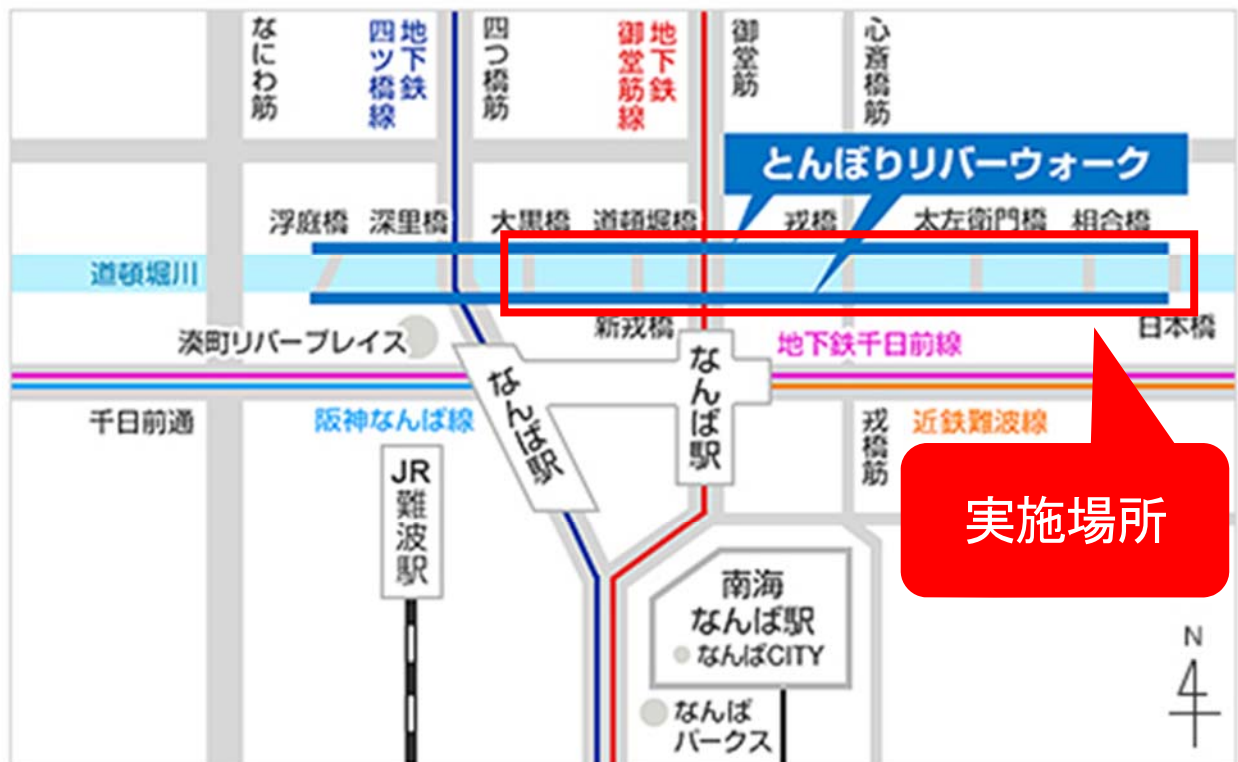 なにわ筋
地下鉄
四ツ橋線
四つ橋筋
地下鉄
御堂筋線
御堂筋
心斎橋筋
とんぼりリバーウォーク
浮庭橋
深里橋
大黒橋
道頓堀橋
戎橋
太左衛門橋
相合橋
道頓堀川
湊町リバープレイス
新戎橋
日本橋
地下鉄千日前線
なんば駅
なんば駅
千日前通
阪神なんば線
戎橋筋
近鉄難波線
JR
難波駅
実施場所
南海
なんば駅
なんばCITY
なんば
パークス
N